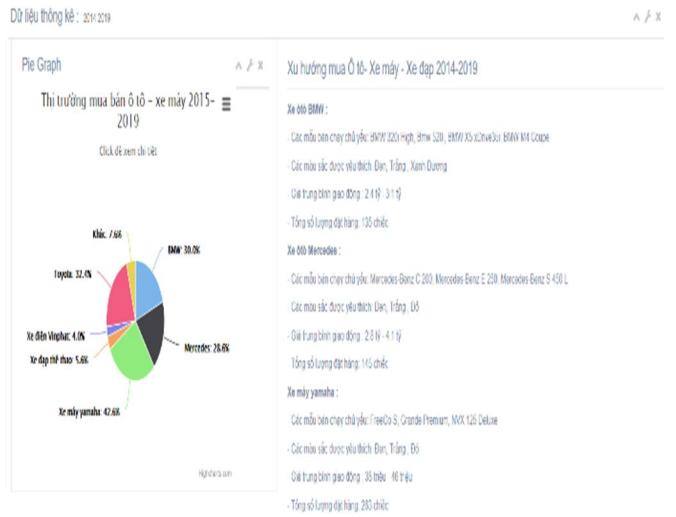 Dữ liệu thống kê : 2014 2019
Pie Graph
Thi trường mua bán ô tô - xe máy 2015-
2019
Click để xem chi tiết
Khác: 7.6%
BMW: 30.0%
Toyota: 32.4%
Xe điện Vinphat: 4.0%
Mercedes: 28.6%
Xe đạp thể thao: 5.6%
Xe máy yamaha: 42.6%
Highcharts.com
Xu hướng mua Ô tô- Xe máy - Xe đạp 2014-2019
Xe ôtô BMW :
- Các mẫu bán chạy chủ yếu: BMW 320i High, Bmw 520i, BMW X5 xDrive35i, BMW M4 Coupe
- Các màu sắc được yêu thích: Đen, Trắng , Xanh Dương
- Giá trung bình giao động : 2.4 tỷ - 3.1 tỷ
- Tổng số lượng đặt hàng: 135 chiếc
Xe ôtô Mercedes :
- Các mẫu bán chạy chủ yếu: Mercedes-Benz C 200, Mercedes-Benz E 250, Mercedes-Benz S 450 L
- Các màu sắc được yêu thích: Đen, Trắng , Đỏ
- Giá trung bình giao động : 2.8 tỷ - 4.1 tỷ
- Tổng số lượng đặt hàng: 145 chiếc
Xe máy yamaha :
- Các mẫu bán chạy chủ yếu: FreeGo S, Grande Premium, NVX 125 Deluxe
- Các màu sắc được yêu thích: Đen, Trắng , Đỏ
- Giá trung bình giao động : 35 triệu - 46 triệu
- Tổng số lượng đặt hàng: 283 chiếc